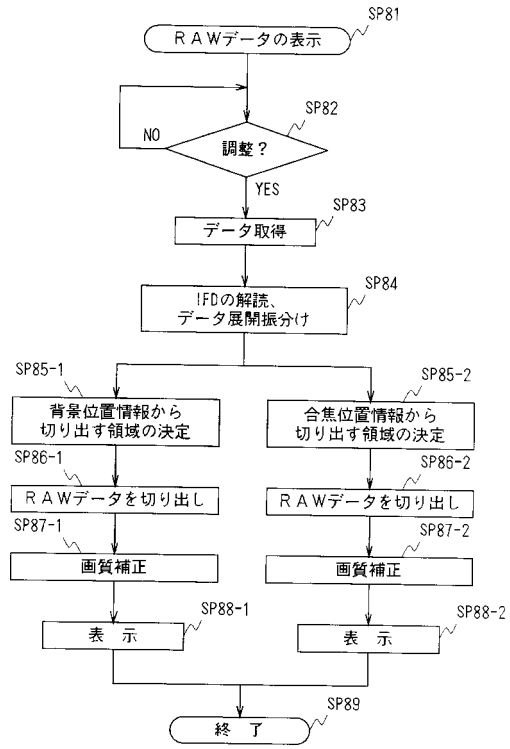 SP81
RAWデータの表示
SP82
調整?
NO
YES
SP83
データ取得
SP84
IFDの解読、
データ展開振分け
SP85-1
背景位置情報から
切り出す領域の決定
SP85-2
合焦位置情報から
切り出す領域の決定
SP86-1
RAWデータを切り出し
SP86-2
RAWデータを切り出し
SP87-1
画質補正
SP87-2
画質補正
SP88-1
表 示
SP88-2
表 示
SP89
終 了